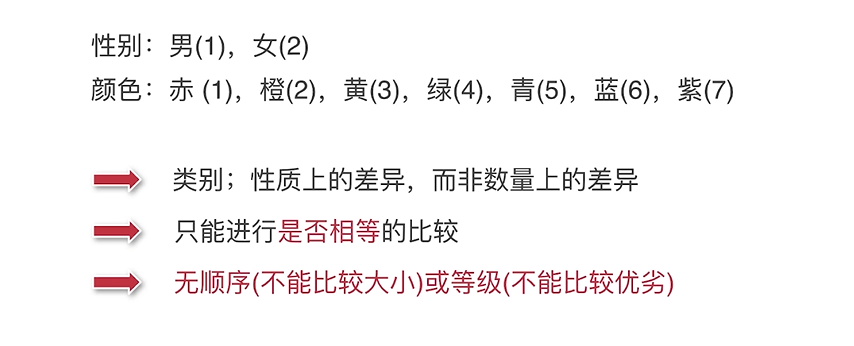 性别：男(1)，女(2)
颜色：赤 (1)，橙(2)，黄(3)，绿(4)，青(5)，蓝(6)，紫(7)
类别；性质上的差异，而非数量上的差异
只能进行是否相等的比较
无顺序(不能比较大小)或等级(不能比较优劣)